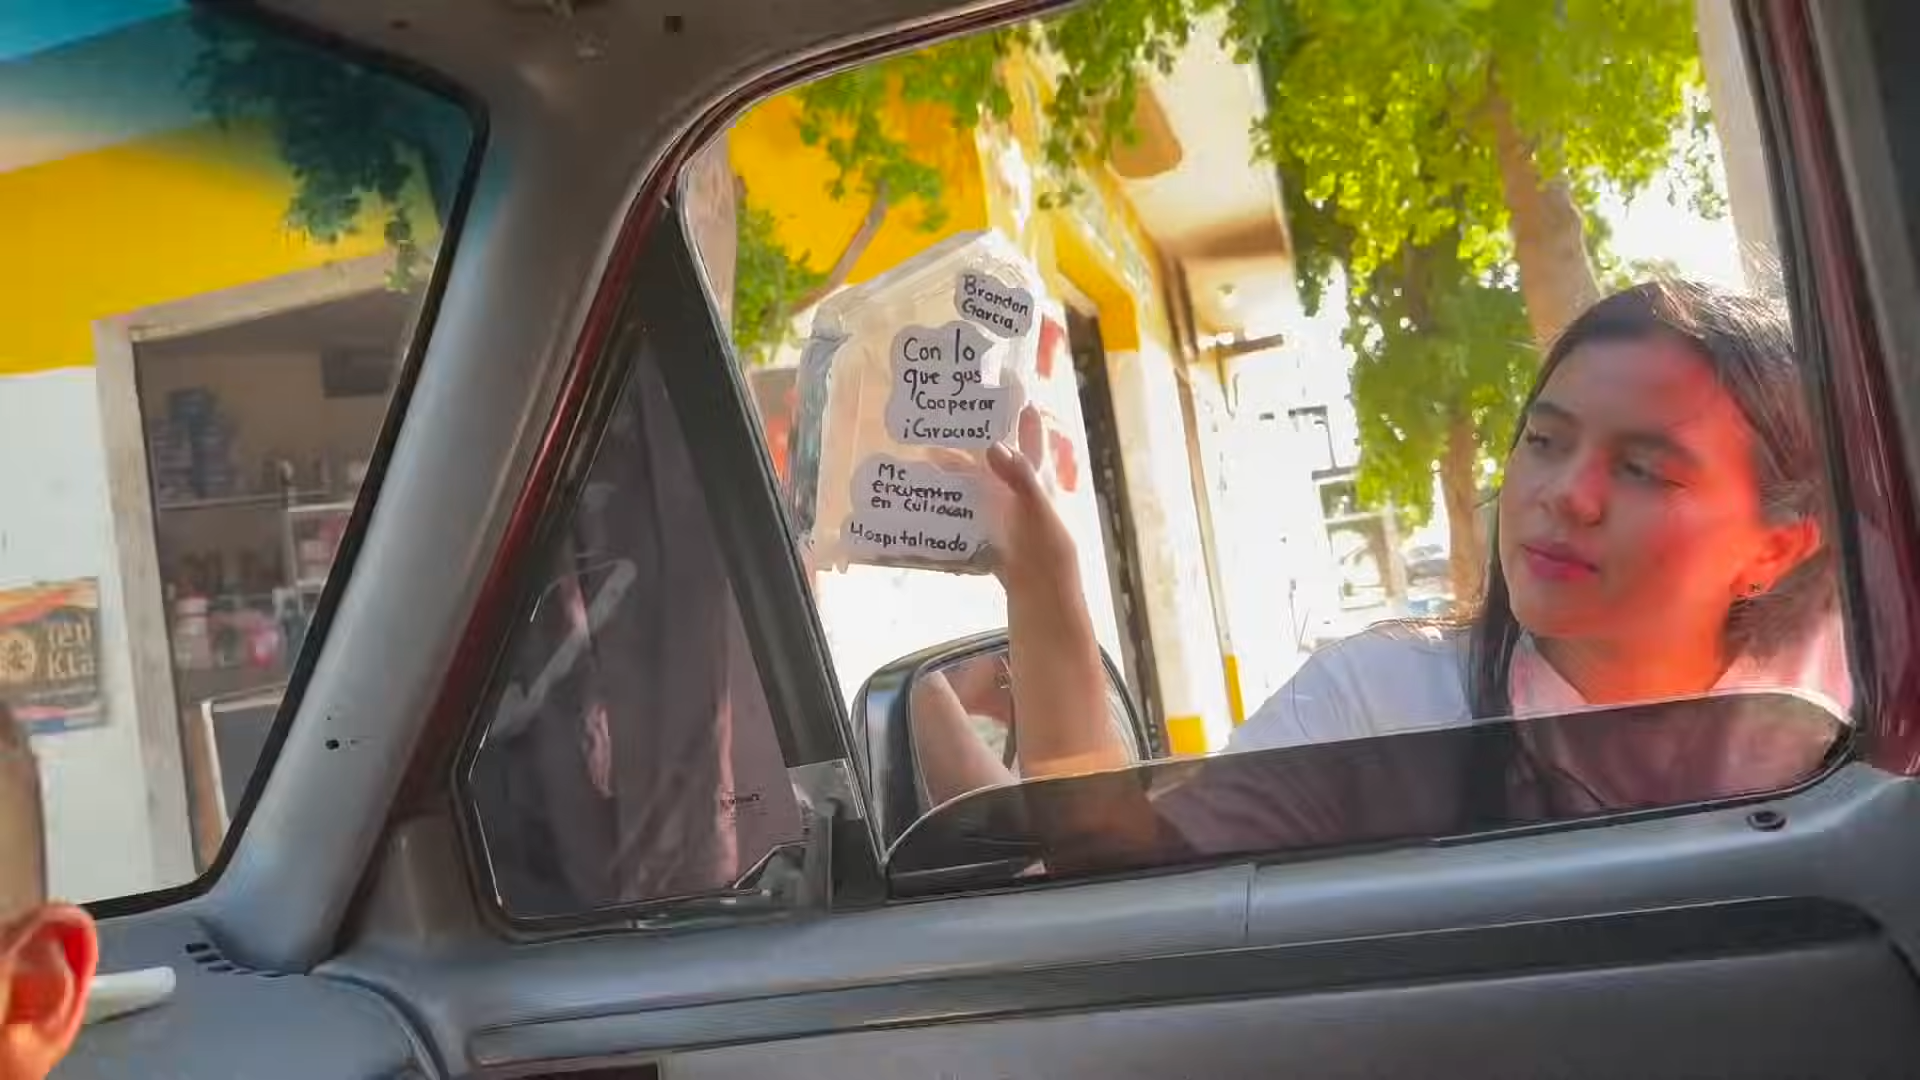 Brandon
Garcia.
Con lo
que gus
Cooperar
¡Gracias!
Me
encuentro
en Culiacan
Hospitalizado